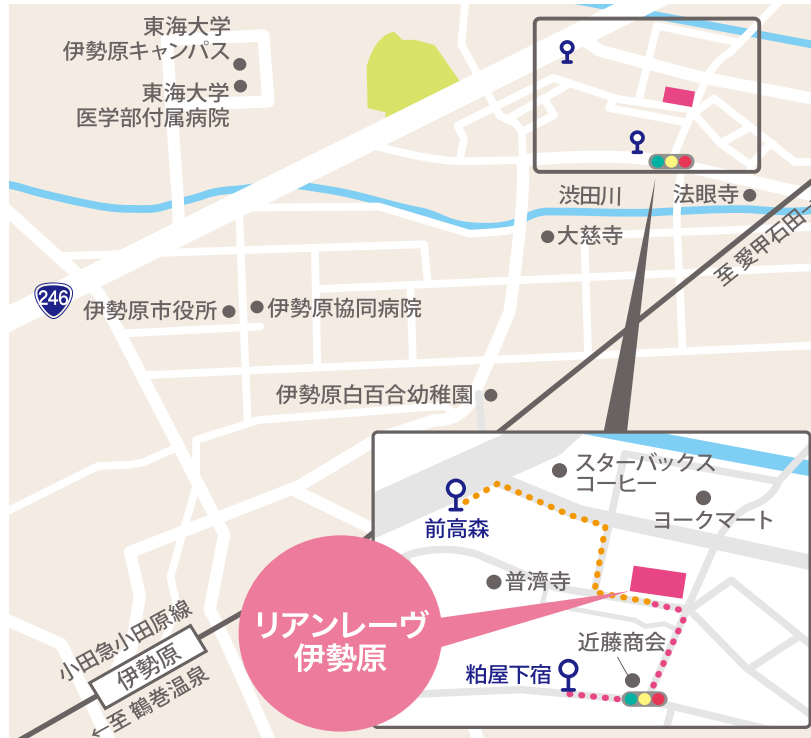 東海大学
伊勢原キャンパス
東海大学
医学部付属病院
渋田川
法眼寺
大慈寺
至 愛甲石田→
246
伊勢原市役所
伊勢原協同病院
伊勢原白百合幼稚園
スターバックス
コーヒー
ヨークマート
前高森
普濟寺
リアンレーヴ
伊勢原
近藤商会
粕屋下宿
小田急小田原線
伊勢原
←至 鶴巻温泉